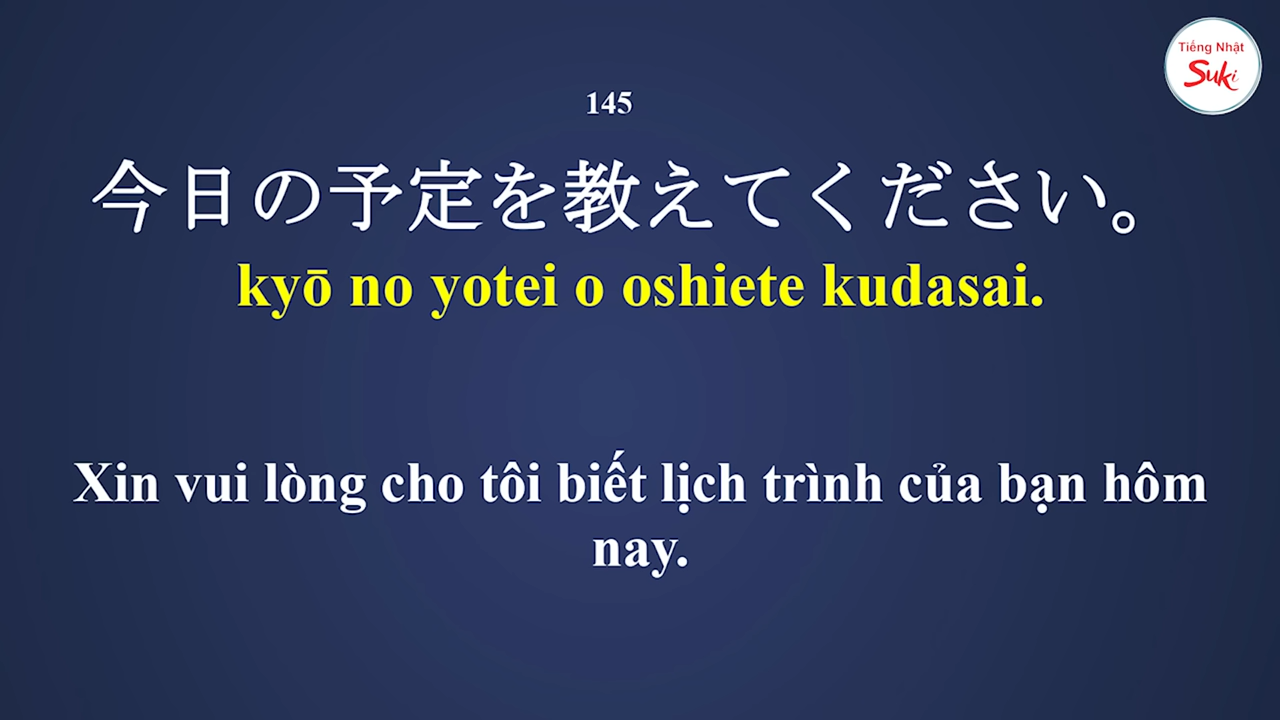 Tiếng Nhật
Suki
145
今日の予定を教えてください。
kyō no yotei o oshiete kudasai.
Xin vui lòng cho tôi biết lịch trình của bạn hôm
nay.